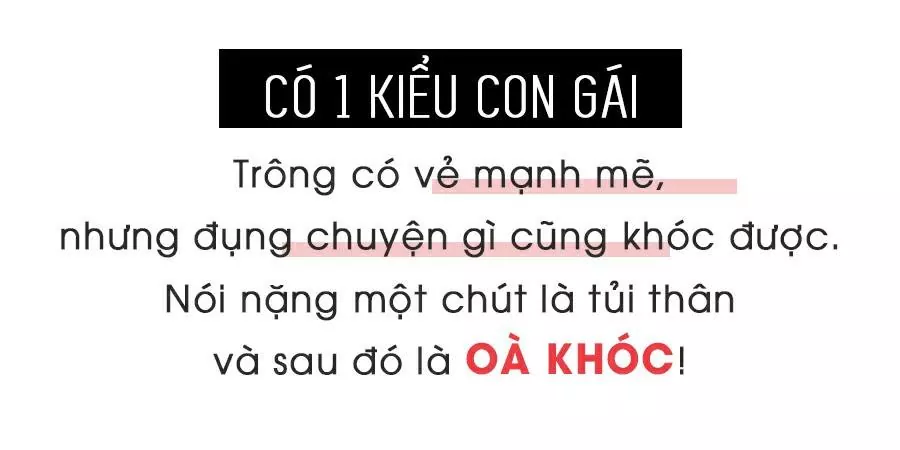 CÓ 1 KIỂU CON GÁI
Trông có vẻ mạnh mẽ,
nhưng đụng chuyện gì cũng khóc được.
Nói nặng một chút là tủi thân
và sau đó là OÀ KHÓC!